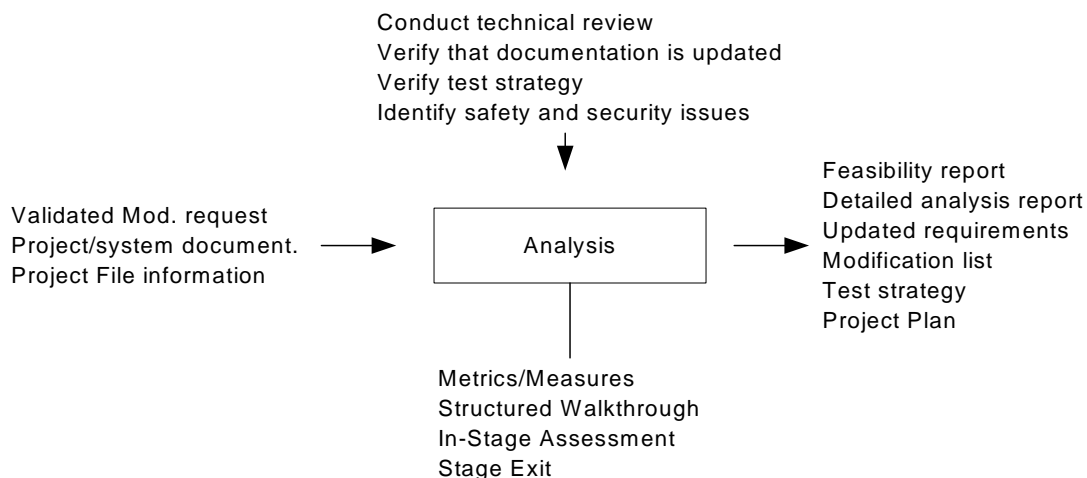 Conduct technical review
Verify that documentation is updated
Verify test strategy
Identify safety and security issues
Validated Mod. request
Project/system document.
Project File information
Analysis
Feasibility report
Detailed analysis report
Updated requirements
Modification list
Test strategy
Project Plan
Metrics/Measures
Structured Walkthrough
In-Stage Assessment
Stage Exit